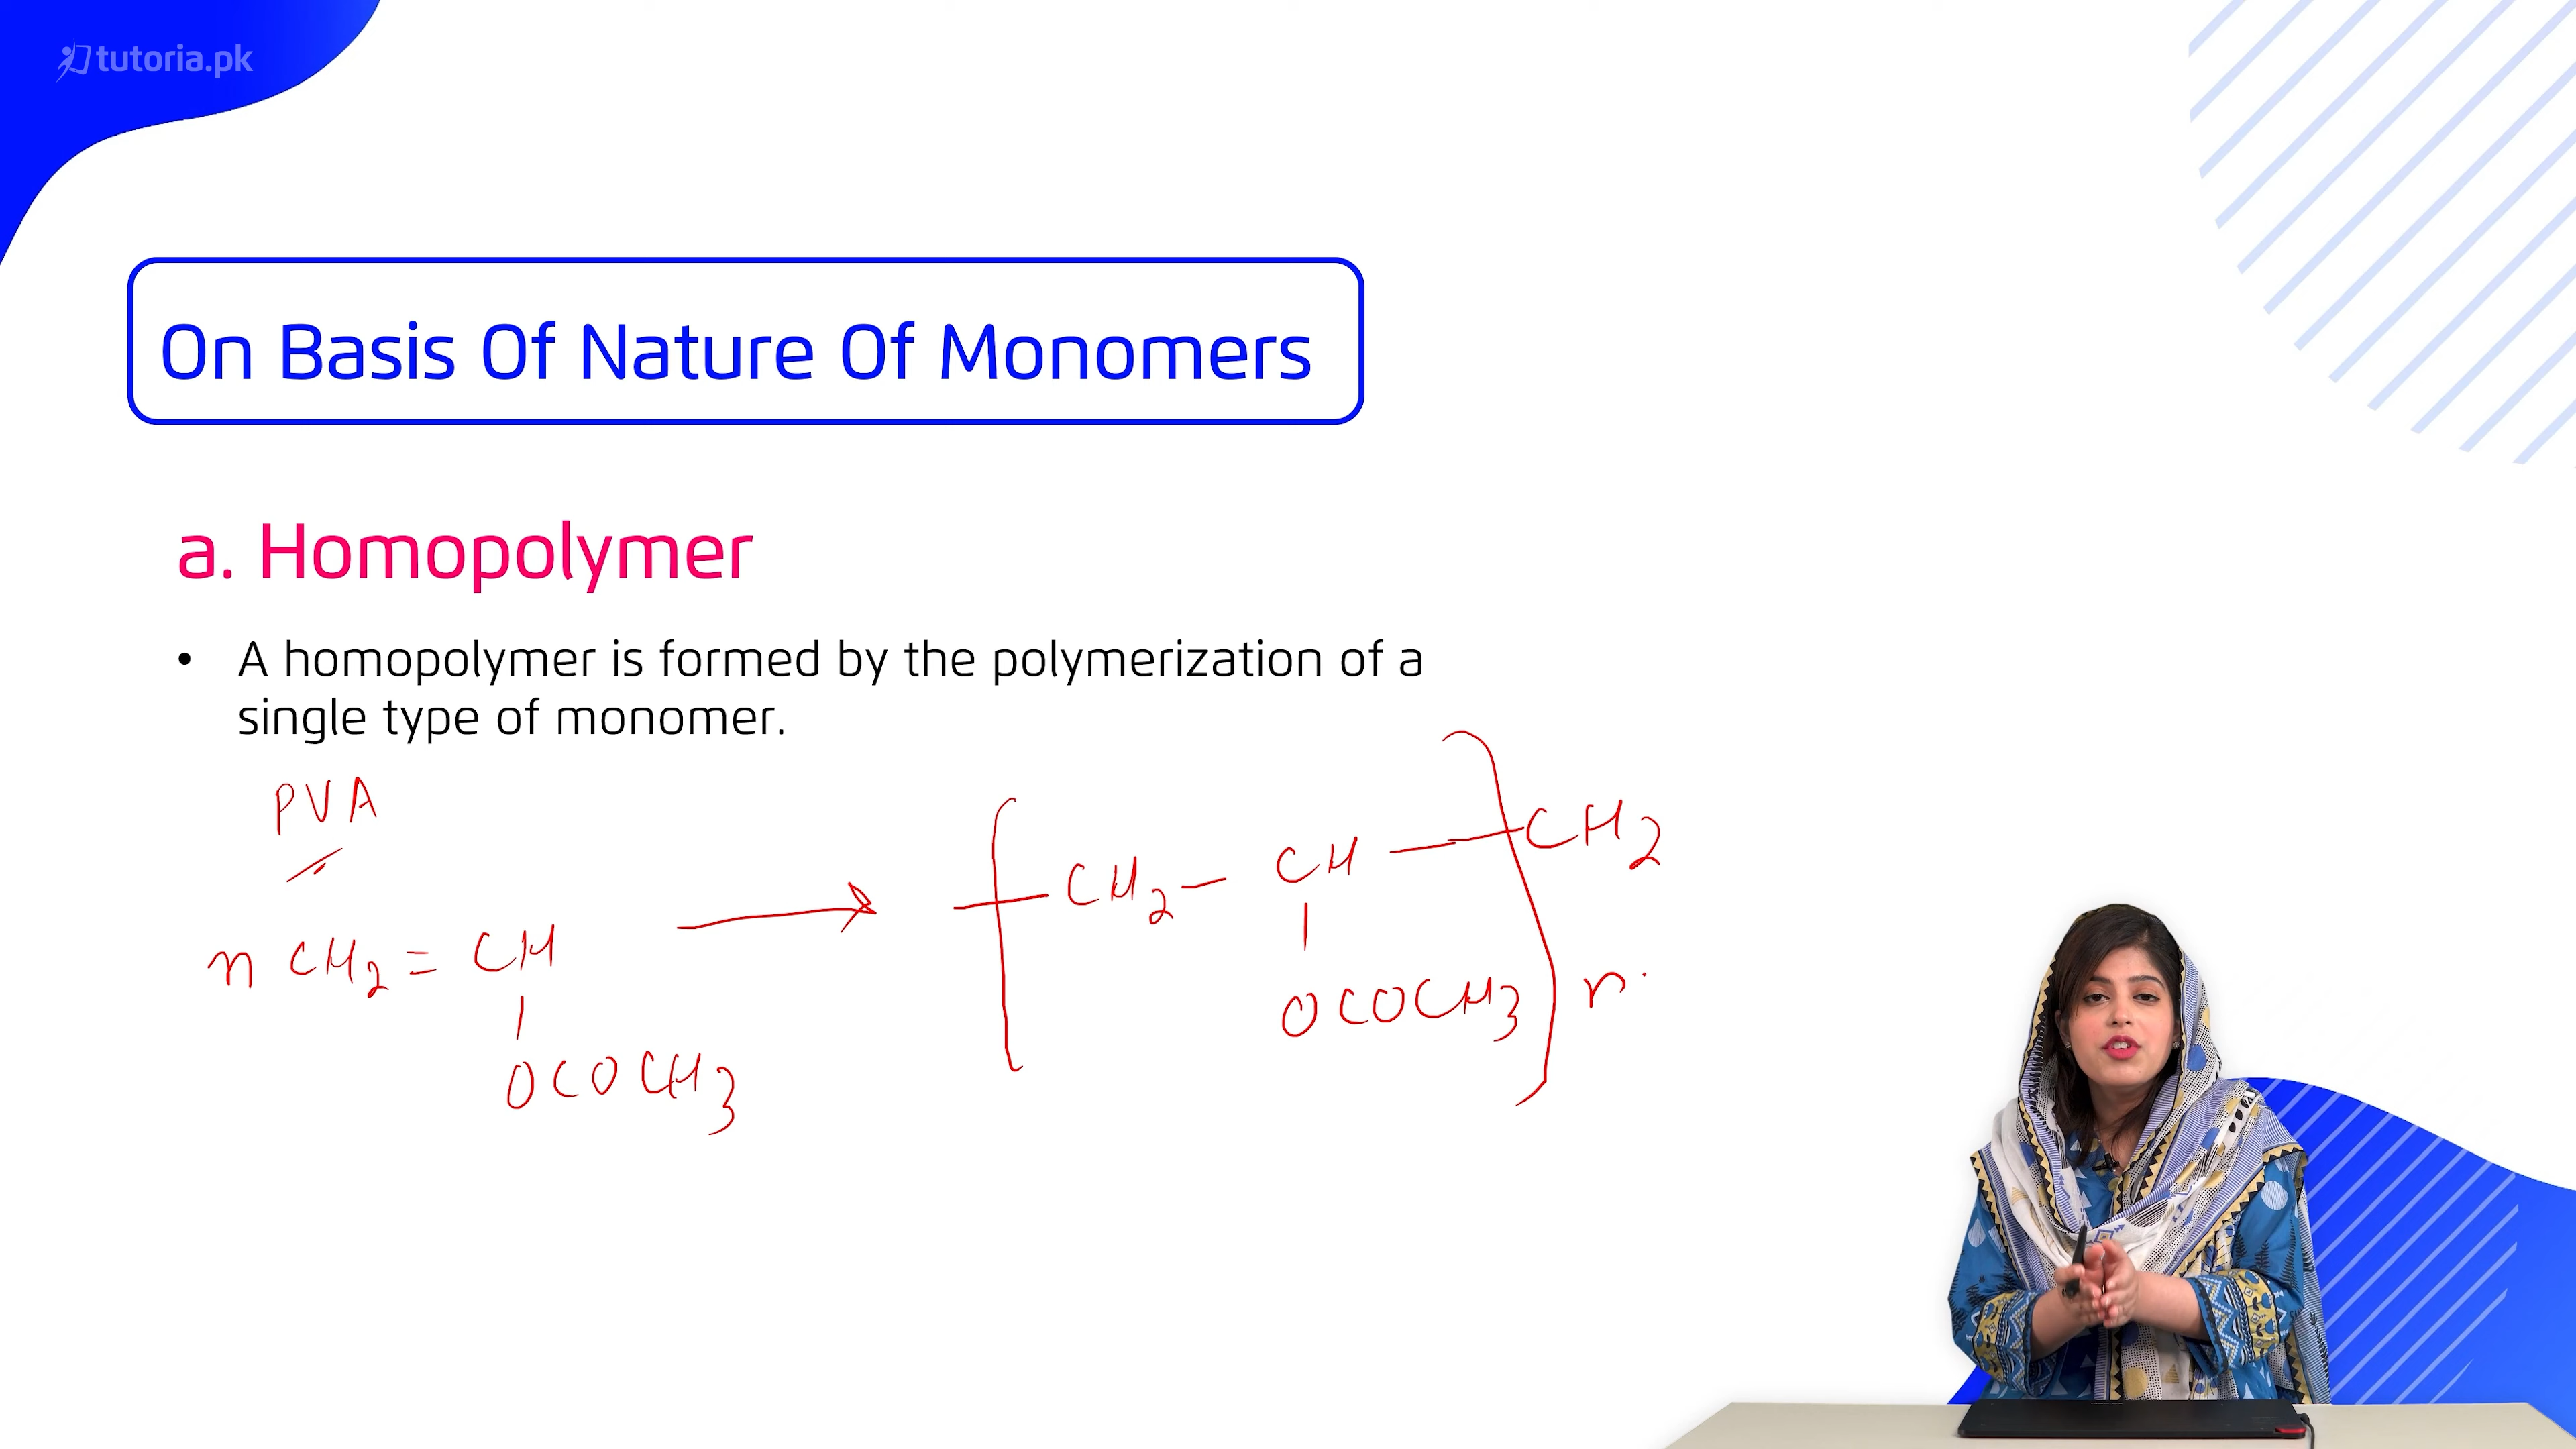 tutoria.pk
On Basis Of Nature Of Monomers
a. Homopolymer
• A homopolymer is formed by the polymerization of a
single type of monomer.
PVA
n CH2 = CH
|
OCOCH3
CH2 – CH — CH2
|
OCOCH3 n